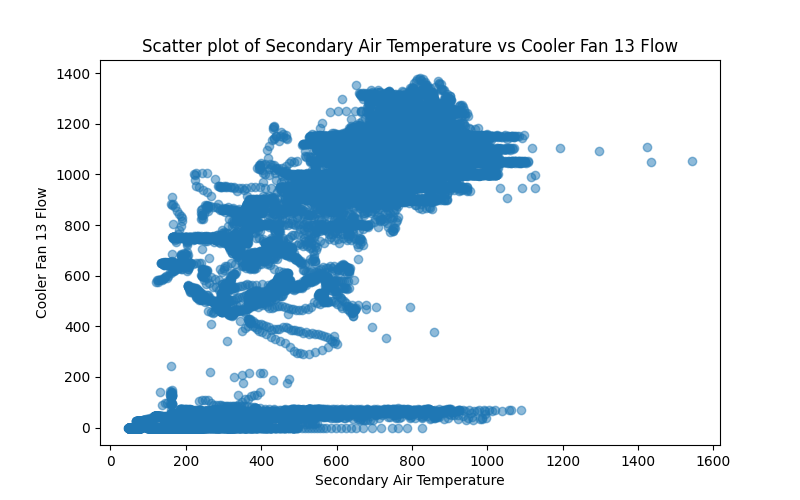 Scatter plot of Secondary Air Temperature vs Cooler Fan 13 Flow
1400
1200
1000
800
600
400
200
0
Cooler Fan 13 Flow
0 200 400 600 800 1000 1200 1400 1600
Secondary Air Temperature